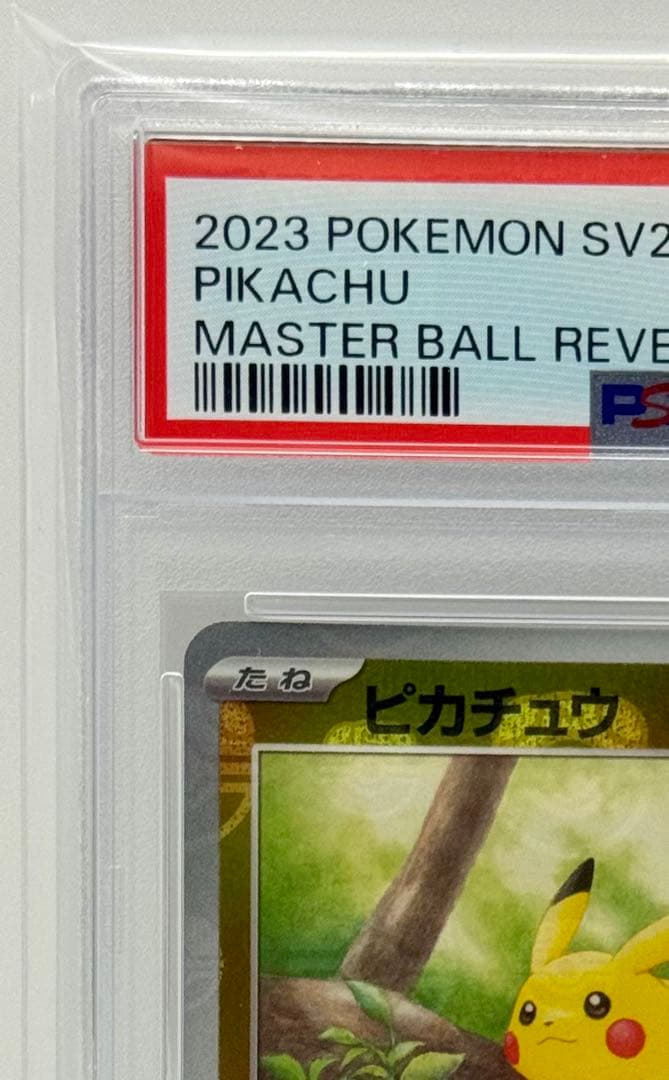 2023 POKEMON SV2
PIKACHU
MASTER BALL REVE
PS
たね
ピカチュウ